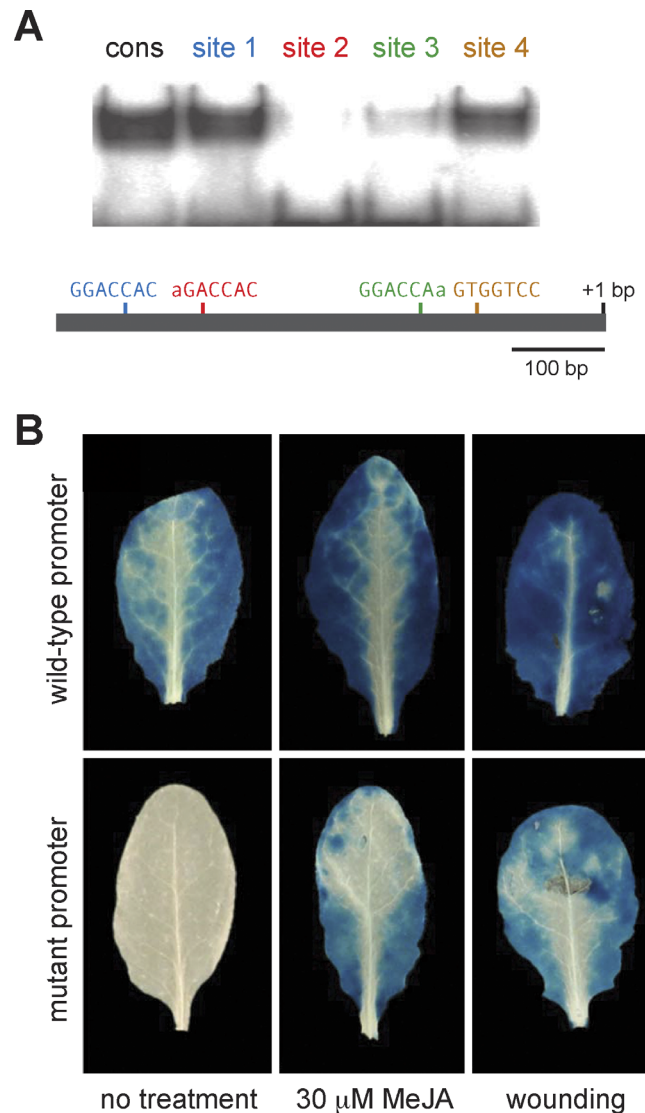 A
cons site 1 site 2 site 3 site 4
GGACCAC aGACCAC GGACCAa GTGGTCC +1 bp
100 bp
B
wild-type promoter
mutant promoter
no treatment 30 μM MeJA wounding